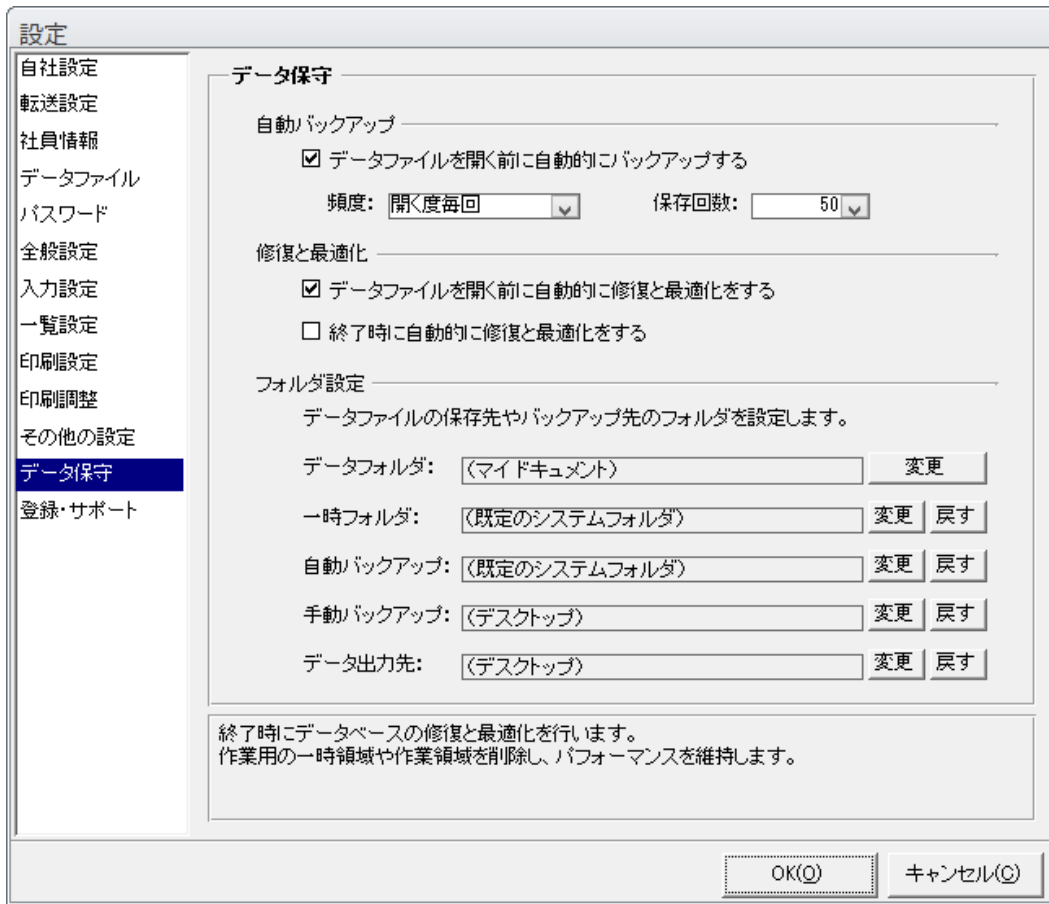 設定
自社設定
転送設定
社員情報
データファイル
パスワード
全般設定
入力設定
一覧設定
印刷設定
印刷調整
その他の設定
データ保守
登録・サポート
データ保守
自動バックアップ
データファイルを開く前に自動的にバックアップする
頻度: 開く度毎回 保存回数: 50
修復と最適化
データファイルを開く前に自動的に修復と最適化をする
終了時に自動的に修復と最適化をする
フォルダ設定
データファイルの保存先やバックアップ先のフォルダを設定します。
データフォルダ: (マイドキュメント) 変更
一時フォルダ: (既定のシステムフォルダ) 変更 戻す
自動バックアップ: (既定のシステムフォルダ) 変更 戻す
手動バックアップ: (デスクトップ) 変更 戻す
データ出力先: (デスクトップ) 変更 戻す
終了時にデータベースの修復と最適化を行います。
作業用の一時領域や作業領域を削除し、パフォーマンスを維持します。
OK(O) キャンセル(C)